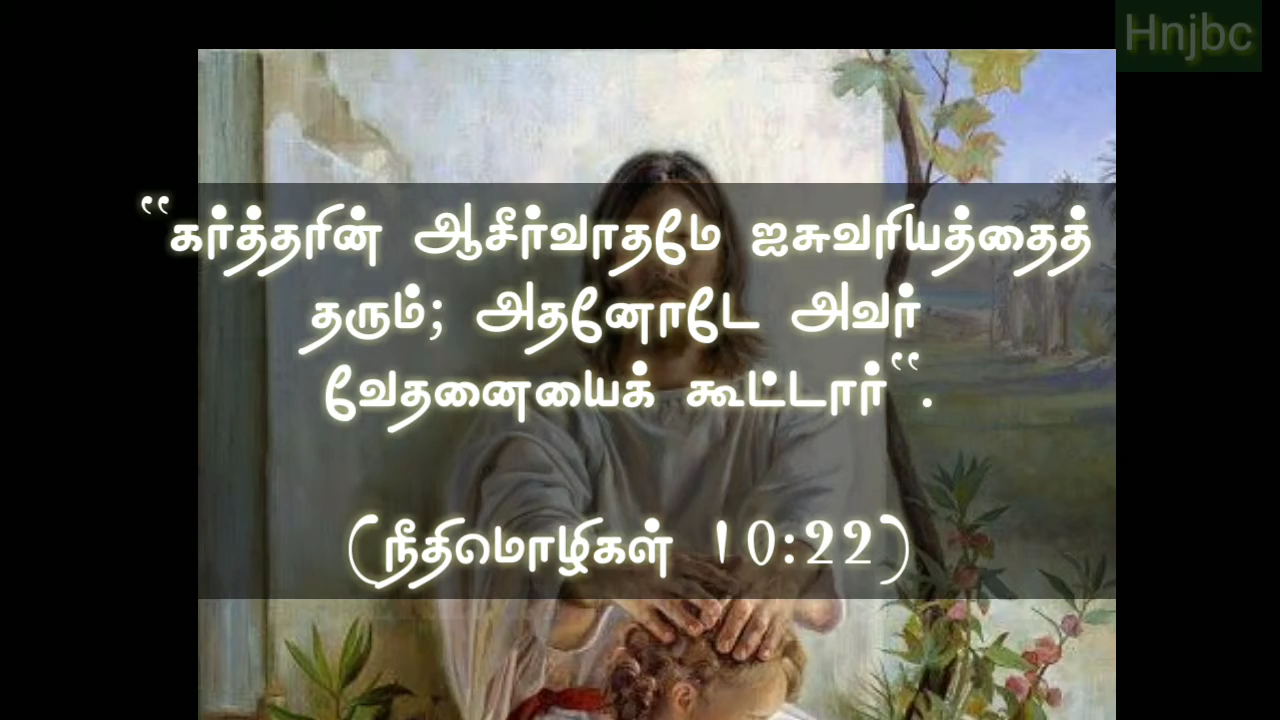 Hnjbc
“கர்த்தரின் ஆசீர்வாதமே ஐசுவரியத்தைத்
தரும்; அதனோடே அவர்
வேதனையைக் கூட்டார்“.
(நீதிமொழிகள் 10:22)